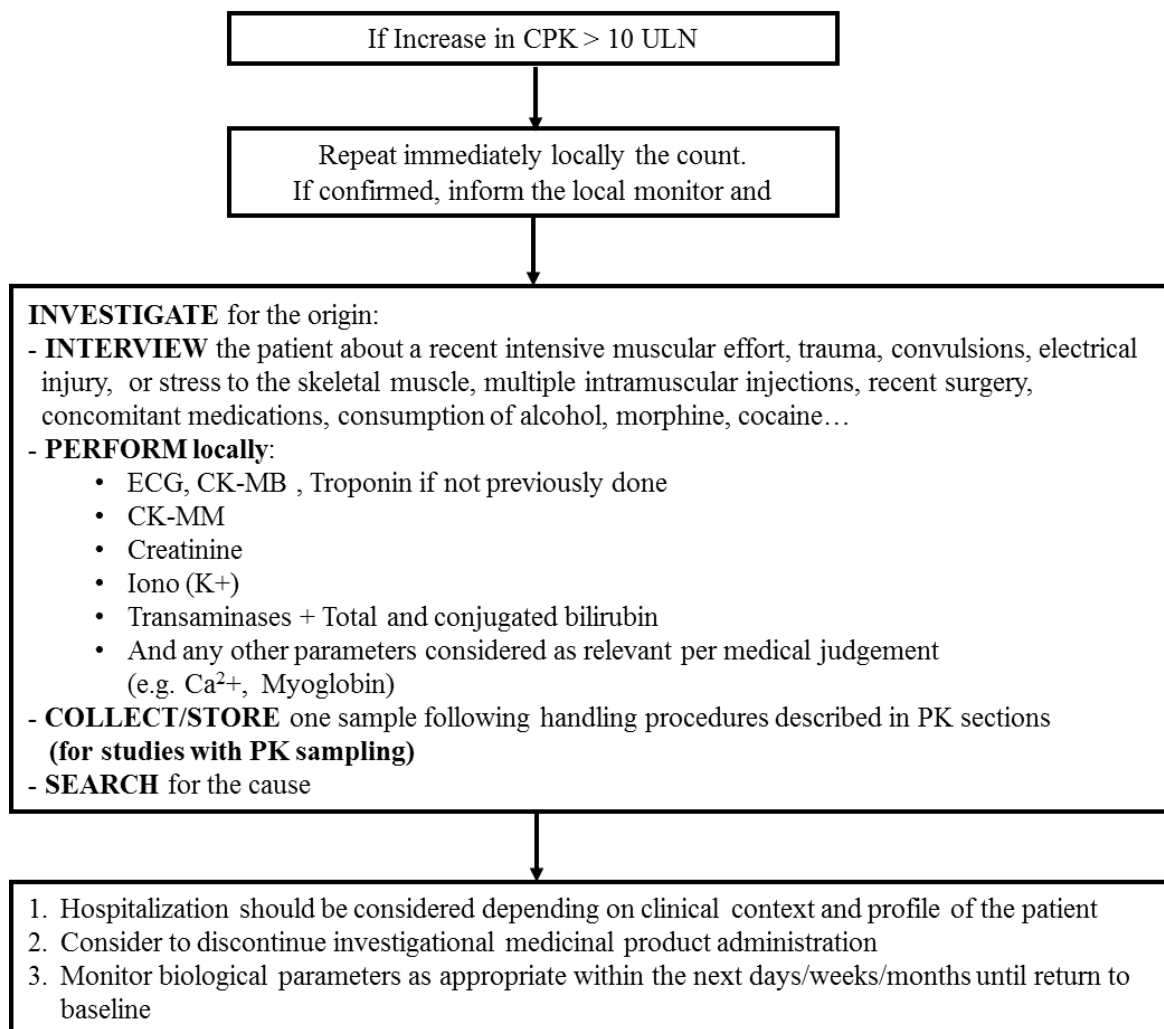 If Increase in CPK > 10 ULN
Repeat immediately locally the count.
If confirmed, inform the local monitor and
INVESTIGATE for the origin:
- INTERVIEW the patient about a recent intensive muscular effort, trauma, convulsions, electrical
injury, or stress to the skeletal muscle, multiple intramuscular injections, recent surgery,
concomitant medications, consumption of alcohol, morphine, cocaine…
- PERFORM locally:
• ECG, CK-MB , Troponin if not previously done
• CK-MM
• Creatinine
• Iono (K+)
• Transaminases + Total and conjugated bilirubin
• And any other parameters considered as relevant per medical judgement
(e.g. Ca²+, Myoglobin)
- COLLECT/STORE one sample following handling procedures described in PK sections
(for studies with PK sampling)
- SEARCH for the cause
1. Hospitalization should be considered depending on clinical context and profile of the patient
2. Consider to discontinue investigational medicinal product administration
3. Monitor biological parameters as appropriate within the next days/weeks/months until return to
baseline